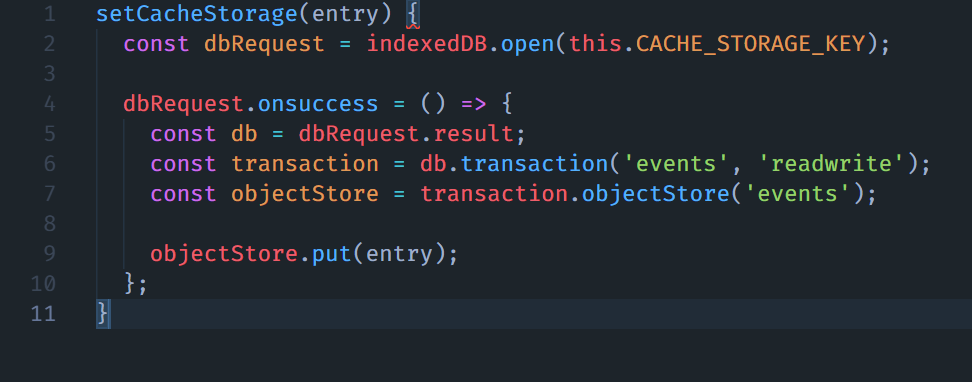 1 setCacheStorage(entry) {
2 const dbRequest = indexedDB.open(this.CACHE_STORAGE_KEY);
3
4 dbRequest.onsuccess = () => {
5 const db = dbRequest.result;
6 const transaction = db.transaction('events', 'readwrite');
7 const objectStore = transaction.objectStore('events');
8
9 objectStore.put(entry);
10 };
11 }